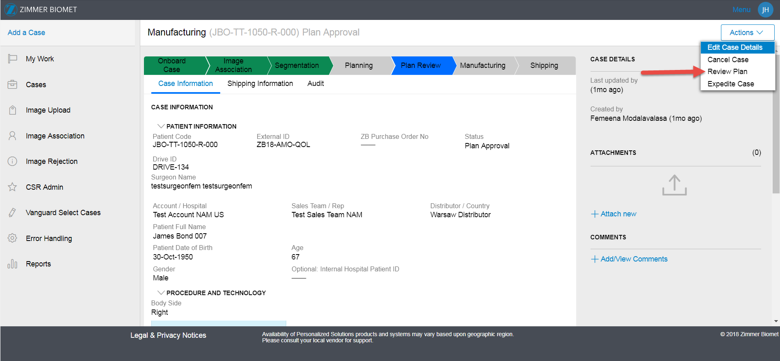 ZIMMER BIOMET
Menu
JH
Add a Case
Manufacturing (JBO-TT-1050-R-000) Plan Approval
Actions
Edit Case Details
Cancel Case
Review Plan
Expedite Case
My Work
Cases
Image Upload
Image Association
Image Rejection
CSR Admin
Vanguard Select Cases
Error Handling
Reports
Onboard Case
Image Association
Segmentation
Planning
Plan Review
Manufacturing
Shipping
Case Information
Shipping Information
Audit
CASE INFORMATION
PATIENT INFORMATION
Patient Code
External ID
ZB Purchase Order No
Status
JBO-TT-1050-R-000
ZB18-AMO-QOL
——
Plan Approval
Drive ID
DRIVE-134
Surgeon Name
testsurgeonfem testsurgeonfem
Account / Hospital
Sales Team / Rep
Distributor / Country
Test Account NAM US
Test Sales Team NAM
Warsaw Distributor
Patient Full Name
James Bond 007
Patient Date of Birth
Age
30-Oct-1950
67
Gender
Optional: Internal Hospital Patient ID
Male
——
PROCEDURE AND TECHNOLOGY
Body Side
Right
CASE DETAILS
Last updated by
(1mo ago)
Created by
Femeena Modalavalasa (1mo ago)
ATTACHMENTS
(0)
Attach new
COMMENTS
Add/View Comments
Legal & Privacy Notices
Availability of Personalized Solutions products and systems may vary based upon geographic region.
Please consult your local vendor for support.
© 2018 Zimmer Biomet